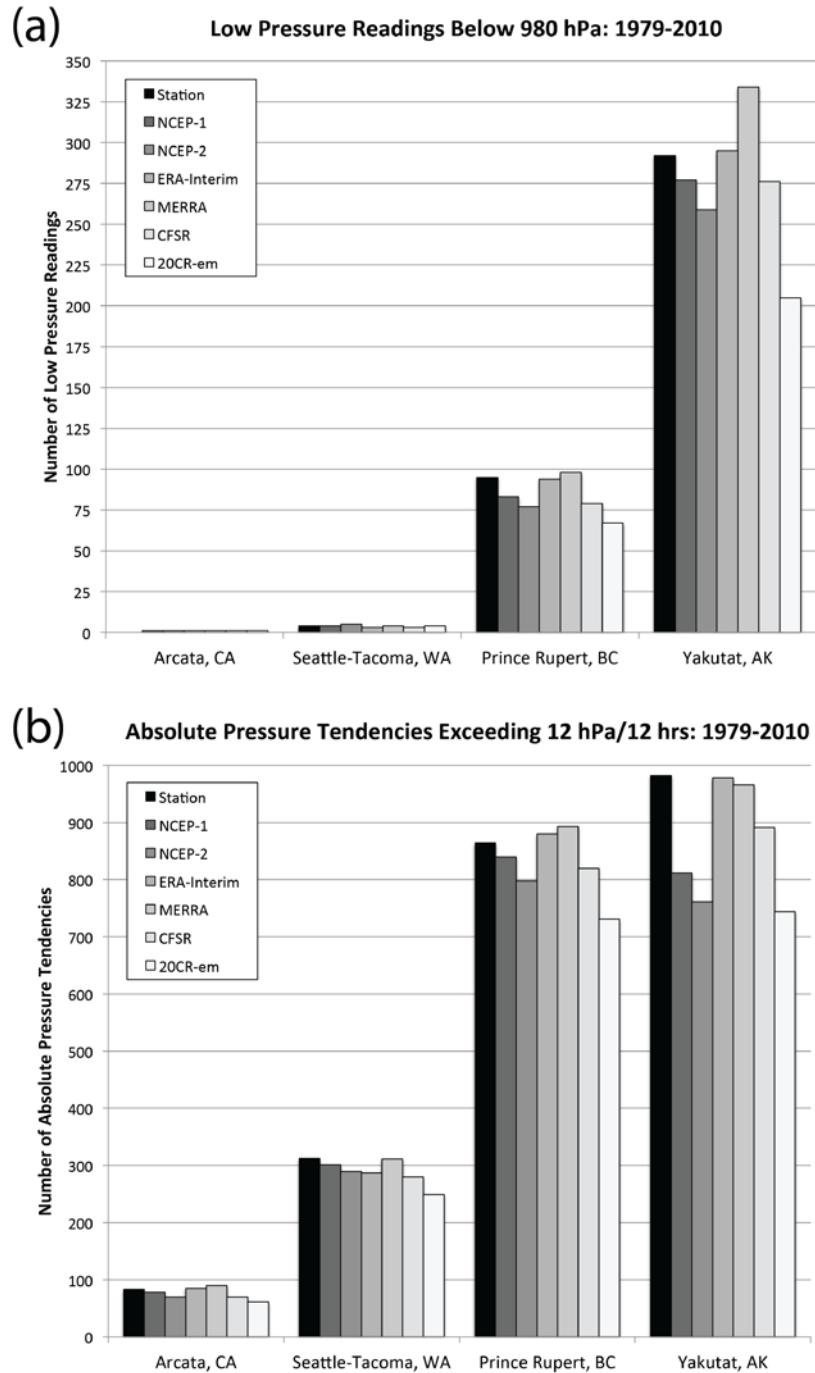 (a)
Low Pressure Readings Below 980 hPa: 1979-2010
Number of Low Pressure Readings
350
325
300
275
250
225
200
175
150
125
100
75
50
25
0
Station
NCEP-1
NCEP-2
ERA-Interim
MERRA
CFSR
20CR-em
Arcata, CA
Seattle-Tacoma, WA
Prince Rupert, BC
Yakutat, AK
(b)
Absolute Pressure Tendencies Exceeding 12 hPa/12 hrs: 1979-2010
Number of Absolute Pressure Tendencies
1000
900
800
700
600
500
400
300
200
100
0
Station
NCEP-1
NCEP-2
ERA-Interim
MERRA
CFSR
20CR-em
Arcata, CA
Seattle-Tacoma, WA
Prince Rupert, BC
Yakutat, AK